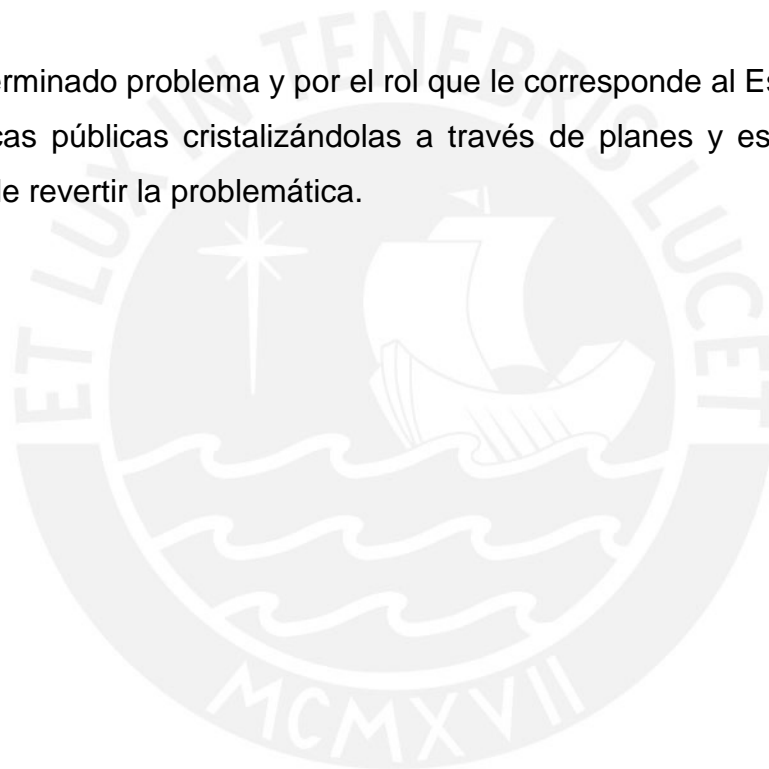 erminado problema y por el rol que le corresponde al Es
cas públicas cristalizándolas a través de planes y es
le revertir la problemática.
ET LUX IN TENEBRIS LUCET
MCMXVII